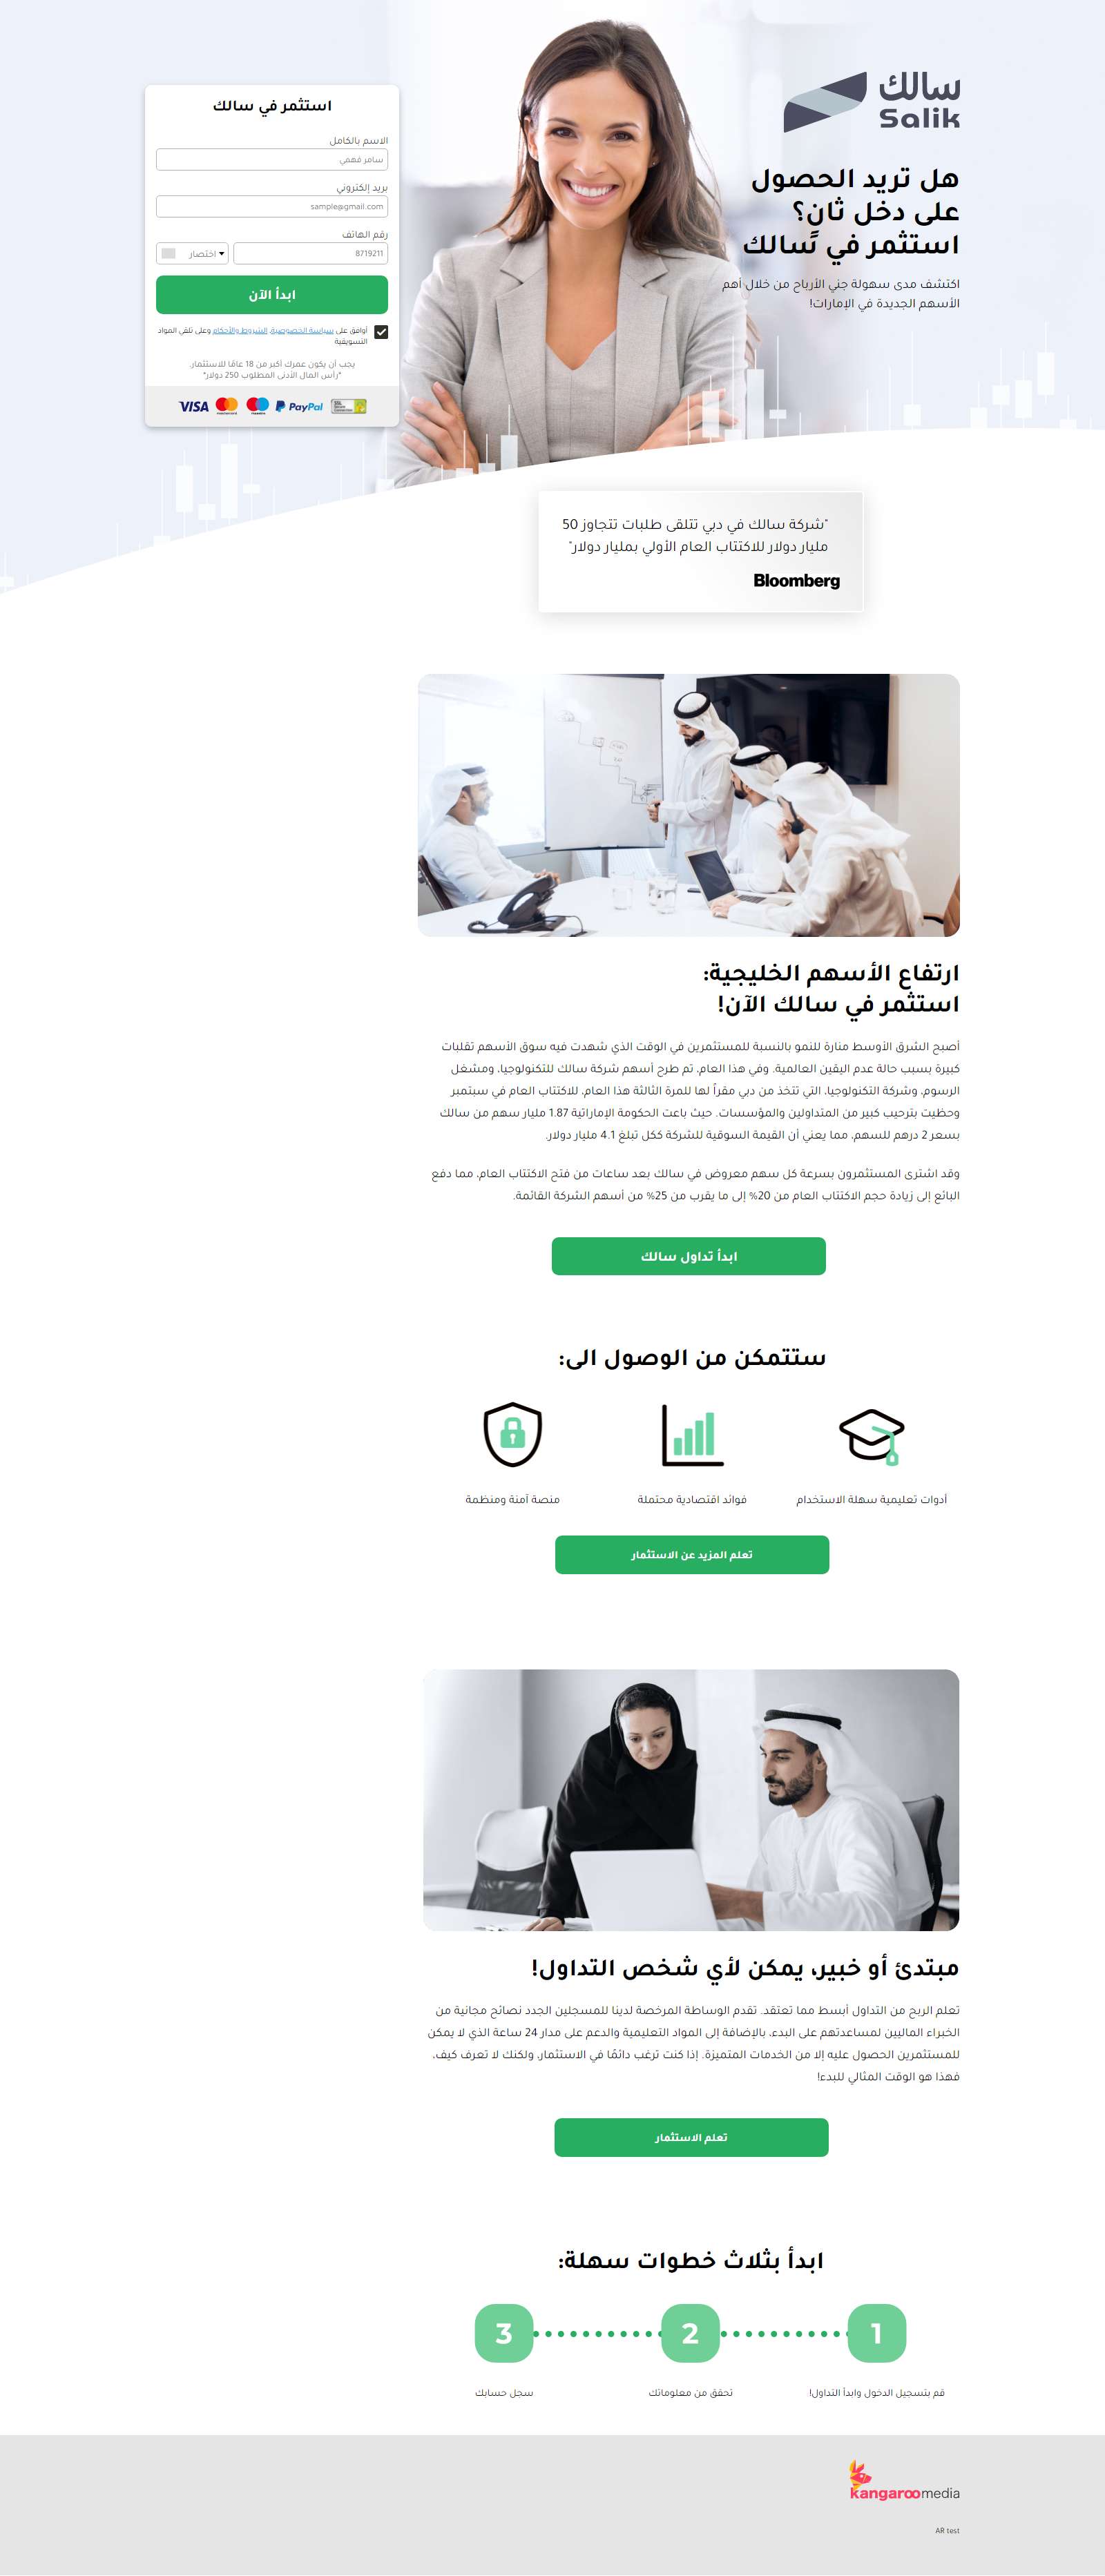 سالك
Salik
هل تريد الحصول
على دخل ثانٍ؟
استثمر في سالك
اكتشف مدى سهولة جني الأرباح من خلال أهم
الأسهم الجديدة في الإمارات!
استثمر في سالك
الاسم بالكامل
سامر فهمي
بريد إلكتروني
sample@gmail.com
رقم الهاتف
8719211
اختصار
ابدأ الآن
أوافق على سياسة الخصوصية، الشروط والأحكام وعلى تلقي المواد
التسويقية
يجب أن يكون عمرك أكبر من 18 عامًا للاستثمار.
*رأس المال الأدنى المطلوب 250 دولار*
VISA
mastercard
maestro
PayPal
"شركة سالك في دبي تتلقى طلبات تتجاوز 50
مليار دولار للاكتتاب العام الأولي بمليار دولار"
Bloomberg
ارتفاع الأسهم الخليجية:
استثمر في سالك الآن!
أصبح الشرق الأوسط منارة للنمو بالنسبة للمستثمرين في الوقت الذي شهدت فيه سوق الأسهم تقلبات
كبيرة بسبب حالة عدم اليقين العالمية. وفي هذا العام، تم طرح أسهم شركة سالك للتكنولوجيا، ومشغل
الرسوم، وشركة التكنولوجيا، التي تتخذ من دبي مقراً لها للمرة الثالثة هذا العام، للاكتتاب العام في سبتمبر
وحظيت بترحيب كبير من المتداولين والمؤسسات. حيث باعت الحكومة الإماراتية 1.87 مليار سهم من سالك
بسعر 2 درهم للسهم، مما يعني أن القيمة السوقية للشركة ككل تبلغ 4.1 مليار دولار.
وقد اشترى المستثمرون بسرعة كل سهم معروض في سالك بعد ساعات من فتح الاكتتاب العام، مما دفع
البائع إلى زيادة حجم الاكتتاب العام من 20% إلى ما يقرب من 25% من أسهم الشركة القائمة.
ابدأ تداول سالك
ستتمكن من الوصول الى:
أدوات تعليمية سهلة الاستخدام
فوائد اقتصادية محتملة
منصة آمنة ومنظمة
تعلم المزيد عن الاستثمار
مبتدئ أو خبير، يمكن لأي شخص التداول!
تعلم الربح من التداول أبسط مما تعتقد. تقدم الوساطة المرخصة لدينا للمسجلين الجدد نصائح مجانية من
الخبراء الماليين لمساعدتهم على البدء، بالإضافة إلى المواد التعليمية والدعم على مدار 24 ساعة الذي لا يمكن
للمستثمرين الحصول عليه إلا من الخدمات المتميزة. إذا كنت ترغب دائمًا في الاستثمار، ولكنك لا تعرف كيف،
فهذا هو الوقت المثالي للبدء!
تعلم الاستثمار
ابدأ بثلاث خطوات سهلة:
1
2
3
قم بتسجيل الدخول وابدأ التداول!
تحقق من معلوماتك
سجل حسابك
kangaroomedia
AR test